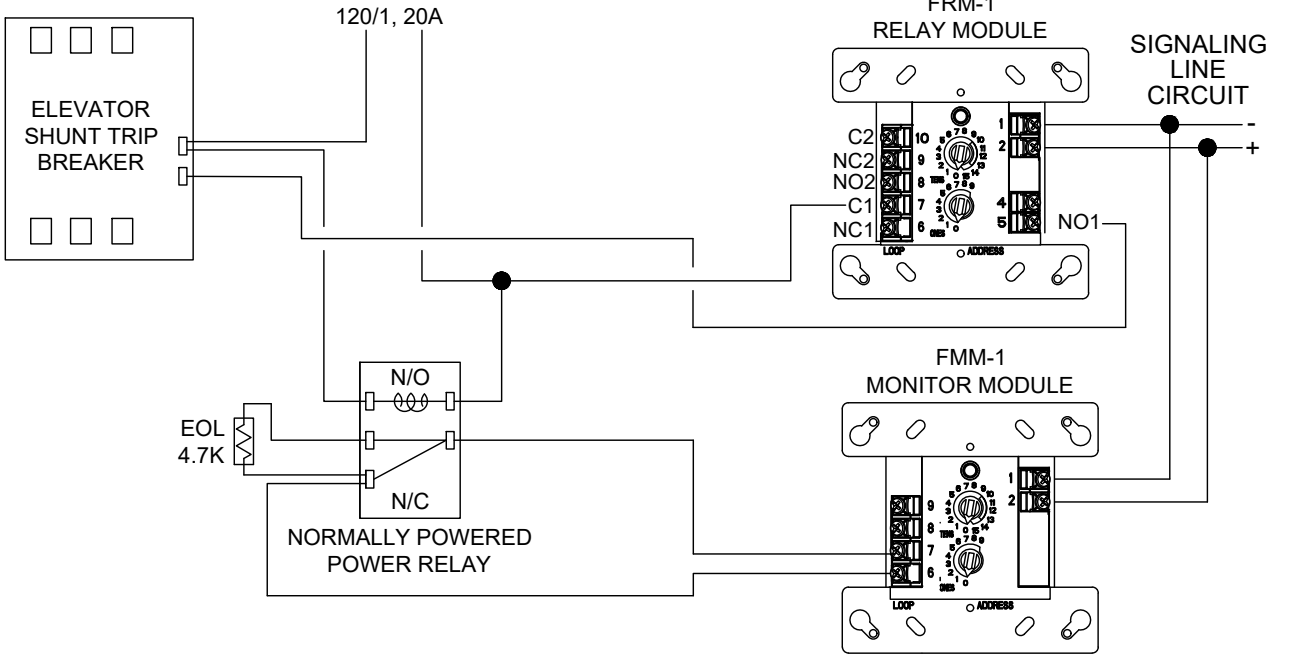 120/1, 20A
FRM-1
RELAY MODULE
SIGNALING
LINE
CIRCUIT
-
+
ELEVATOR
SHUNT TRIP
BREAKER
C2
NC2
NO2
C1
NC1
10
9
8
7
6
1
2
4
5
NO1
TENS
ONES
LOOP
ADDRESS
N/O
EOL
4.7K
N/C
NORMALLY POWERED
POWER RELAY
FMM-1
MONITOR MODULE
9
8
7
6
1
2
TENS
ONES
LOOP
ADDRESS